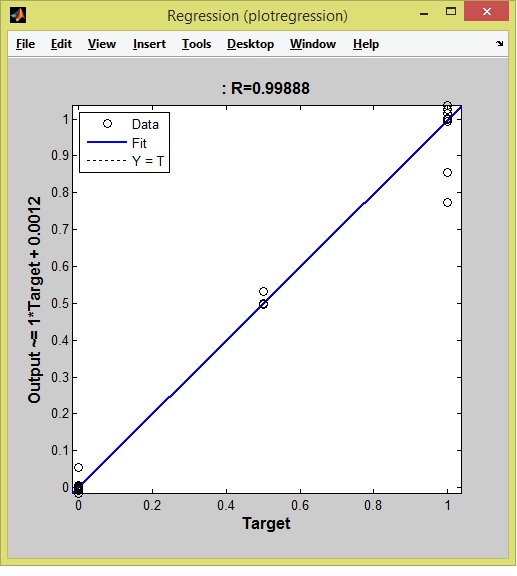 Regression (plotregression)
File Edit View Insert Tools Desktop Window Help
: R=0.99888
Data
Fit
Y = T
1
0.9
0.8
0.7
0.6
0.5
0.4
0.3
0.2
0.1
0
Output ~= 1*Target + 0.0012
0 0.2 0.4 0.6 0.8 1
Target